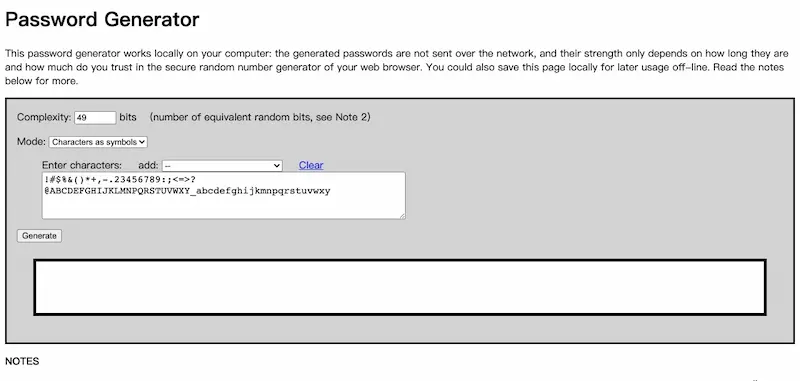 Password Generator
This password generator works locally on your computer: the generated passwords are not sent over the network, and their strength only depends on how long they are
and how much do you trust in the secure random number generator of your web browser. You could also save this page locally for later usage off-line. Read the notes
below for more.
Complexity: 49 bits (number of equivalent random bits, see Note 2)
Mode: Characters as symbols
Enter characters: add: -- Clear
!#$%&()*+,-.23456789:;<=>?
@ABCDEFGHIJKLMNPQRSTUVWXY_abcdefghijkmnpqrstuvwxy
Generate
NOTES